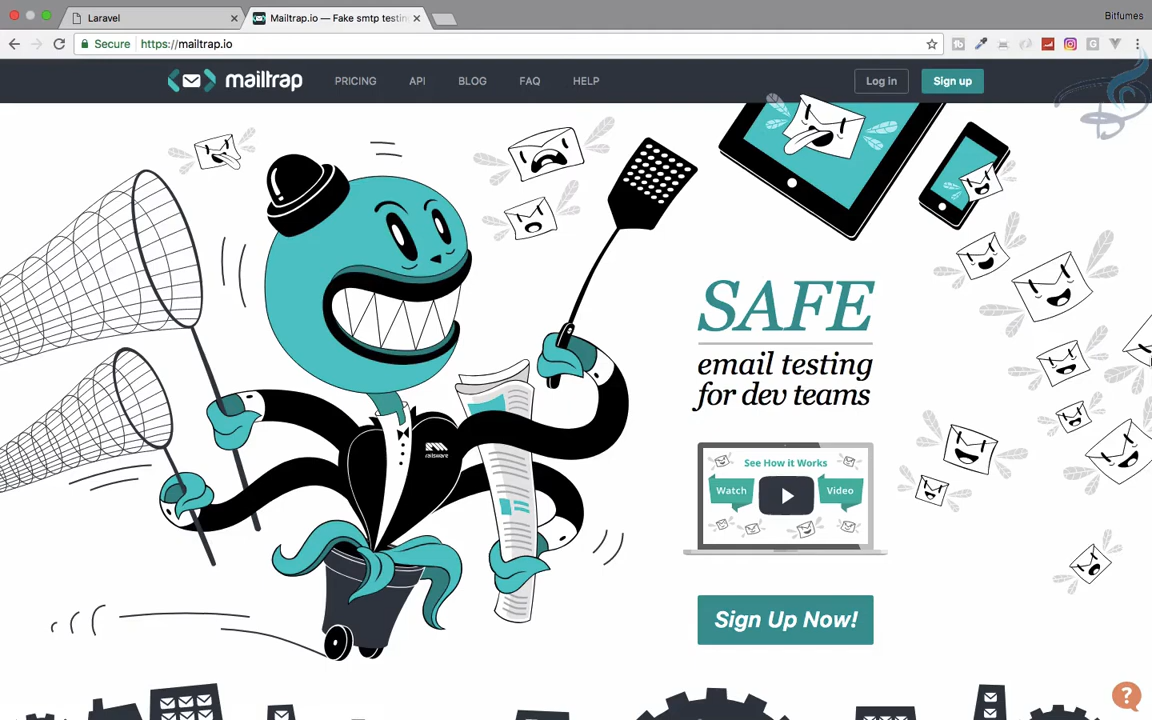 Bitfumes
Laravel
Mailtrap.io — Fake smtp testin
Secure
https://mailtrap.io
mailtrap
PRICING
API
BLOG
FAQ
HELP
Log in
Sign up
SAFE
email testing
for dev teams
railsware
See How it Works
Watch
Video
Sign Up Now!
?